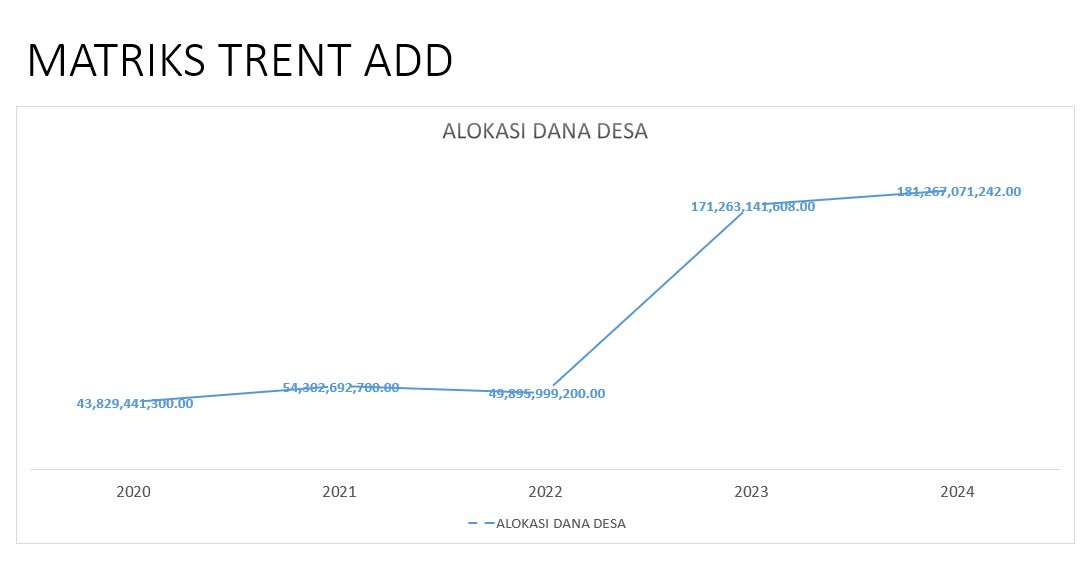 MATRIKS TRENT ADD
ALOKASI DANA DESA
181,267,071,242.00
171,263,141,608.00
54,302,692,700.00
49,895,999,200.00
43,829,441,300.00
2020 2021 2022 2023 2024
ALOKASI DANA DESA